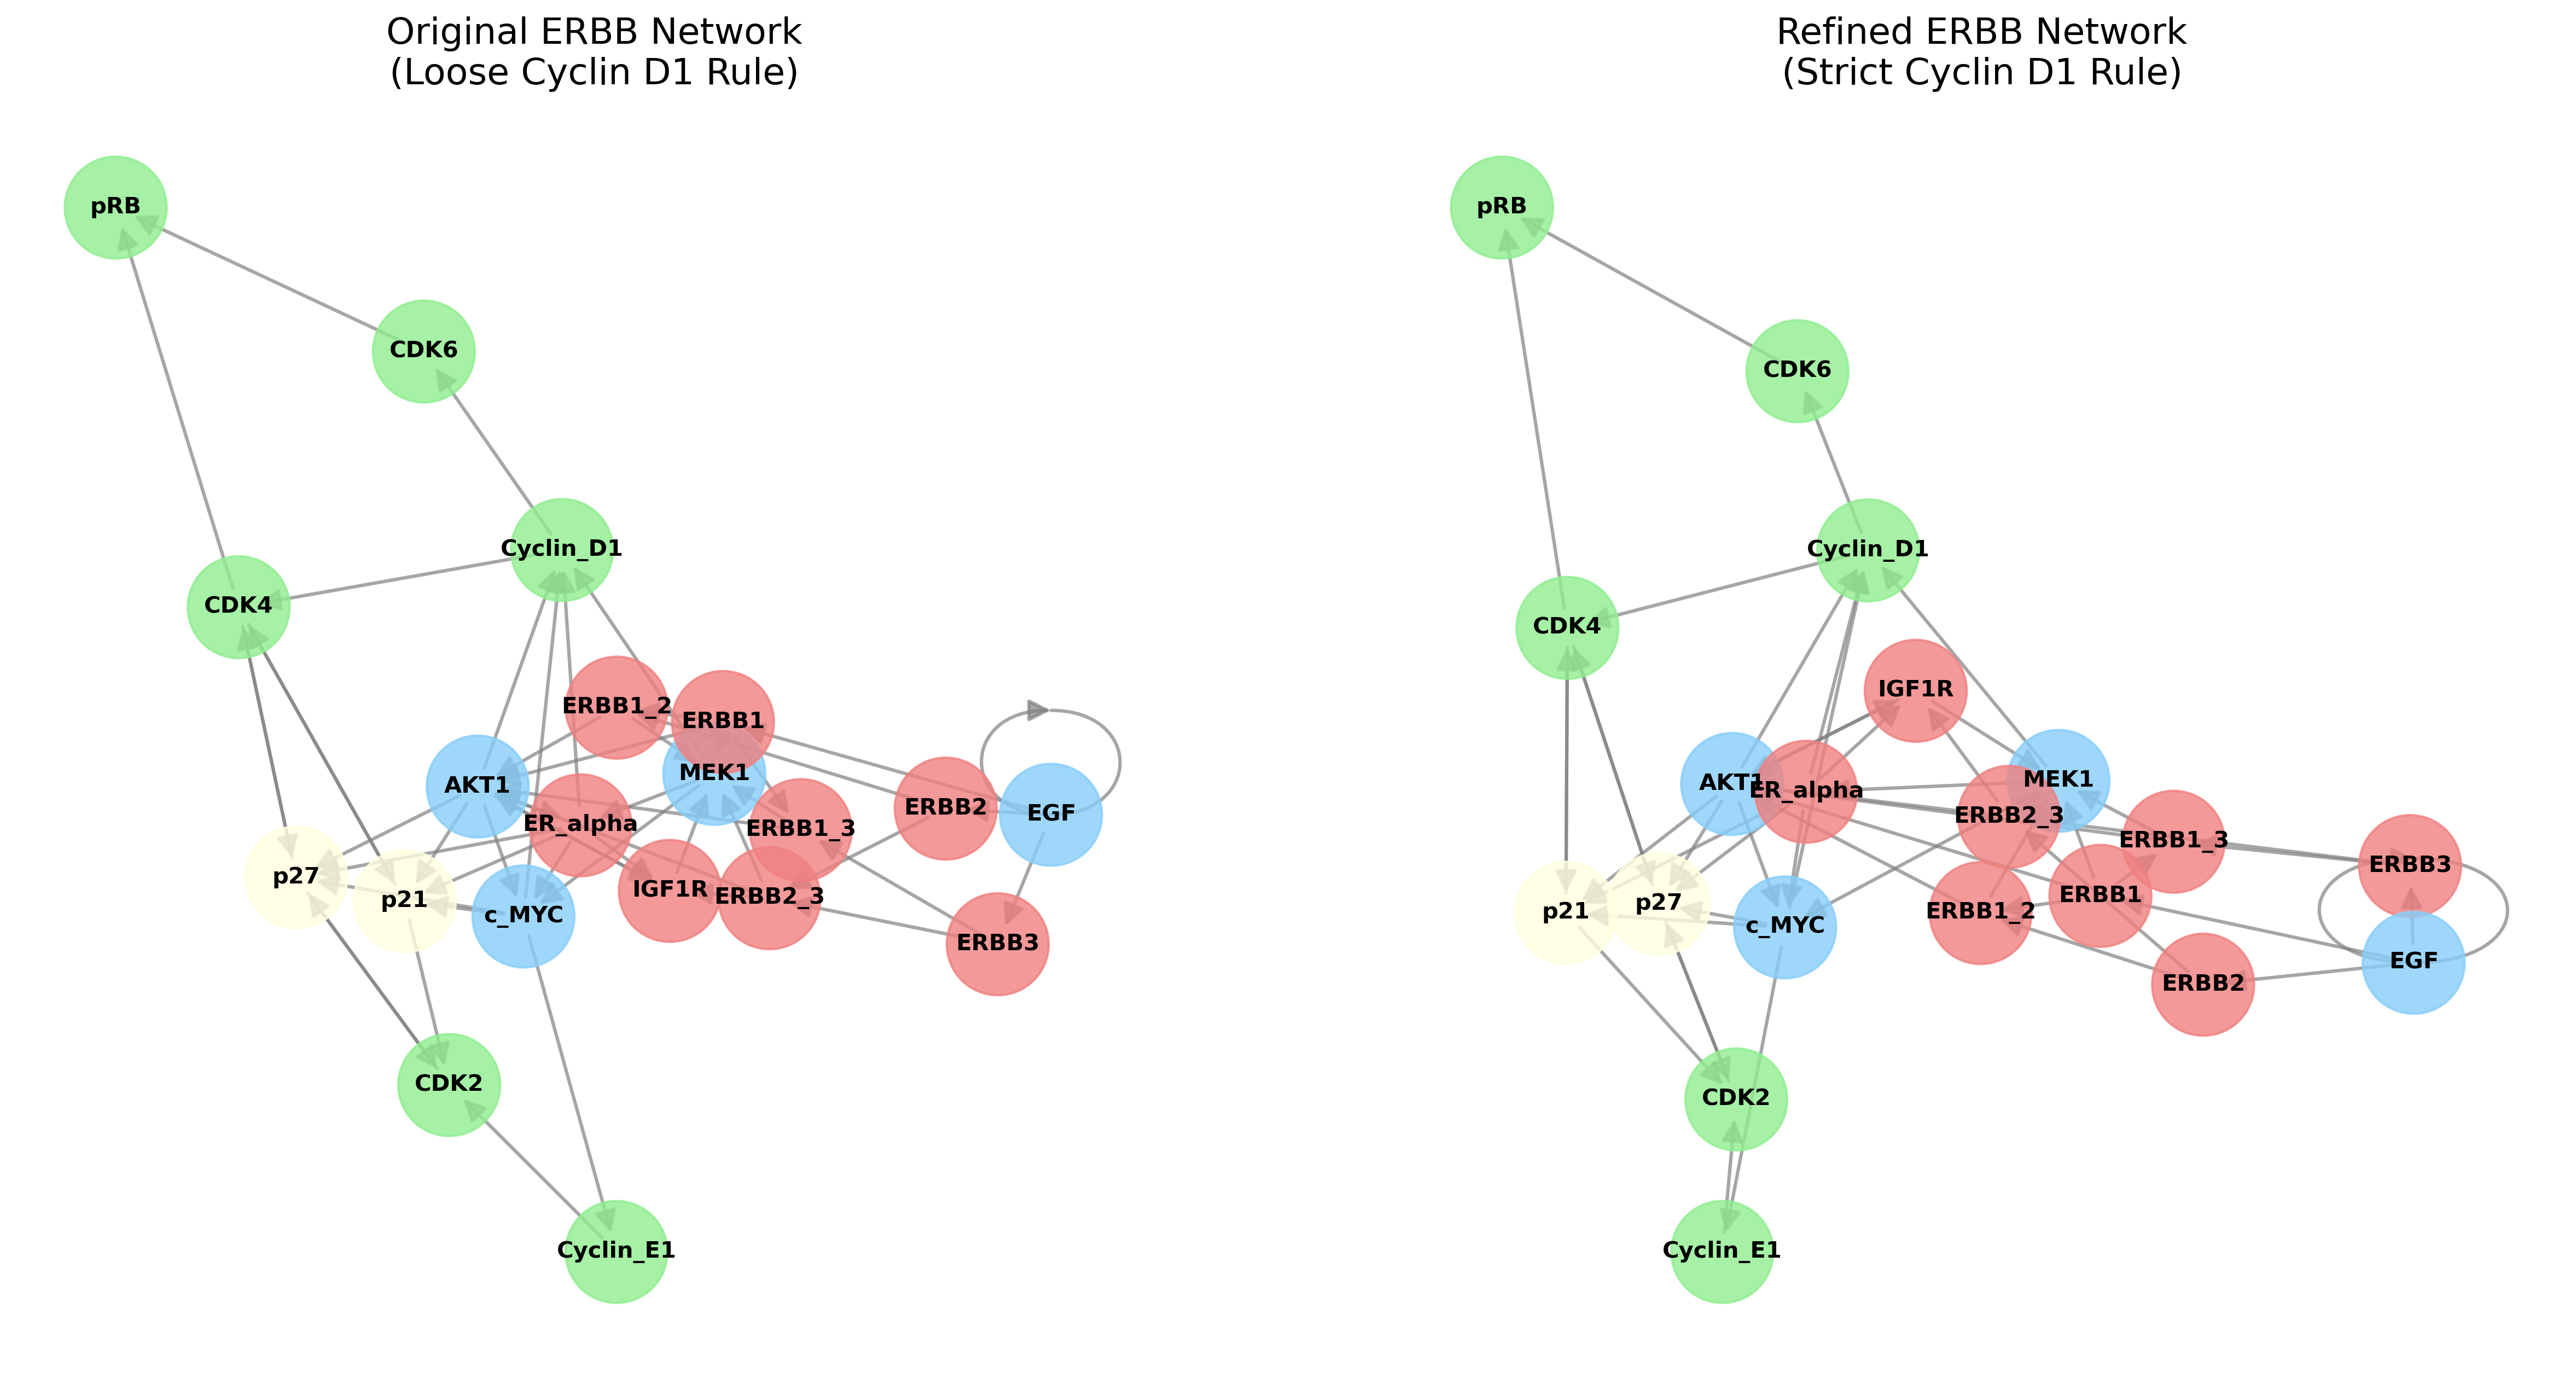 Original ERBB Network
(Loose Cyclin D1 Rule)
pRB
CDK6
Cyclin_D1
CDK4
ERBB1_2
ERBB1
MEK1
AKT1
ERBB2
EGF
ER_alpha
ERBB1_3
p27
p21
c_MYC
IGF1R
ERBB2_3
ERBB3
CDK2
Cyclin_E1
Refined ERBB Network
(Strict Cyclin D1 Rule)
pRB
CDK6
Cyclin_D1
CDK4
IGF1R
AKT1
ER_alpha
MEK1
ERBB2_3
ERBB1_3
ERBB3
p21
p27
c_MYC
ERBB1_2
ERBB1
EGF
ERBB2
CDK2
Cyclin_E1